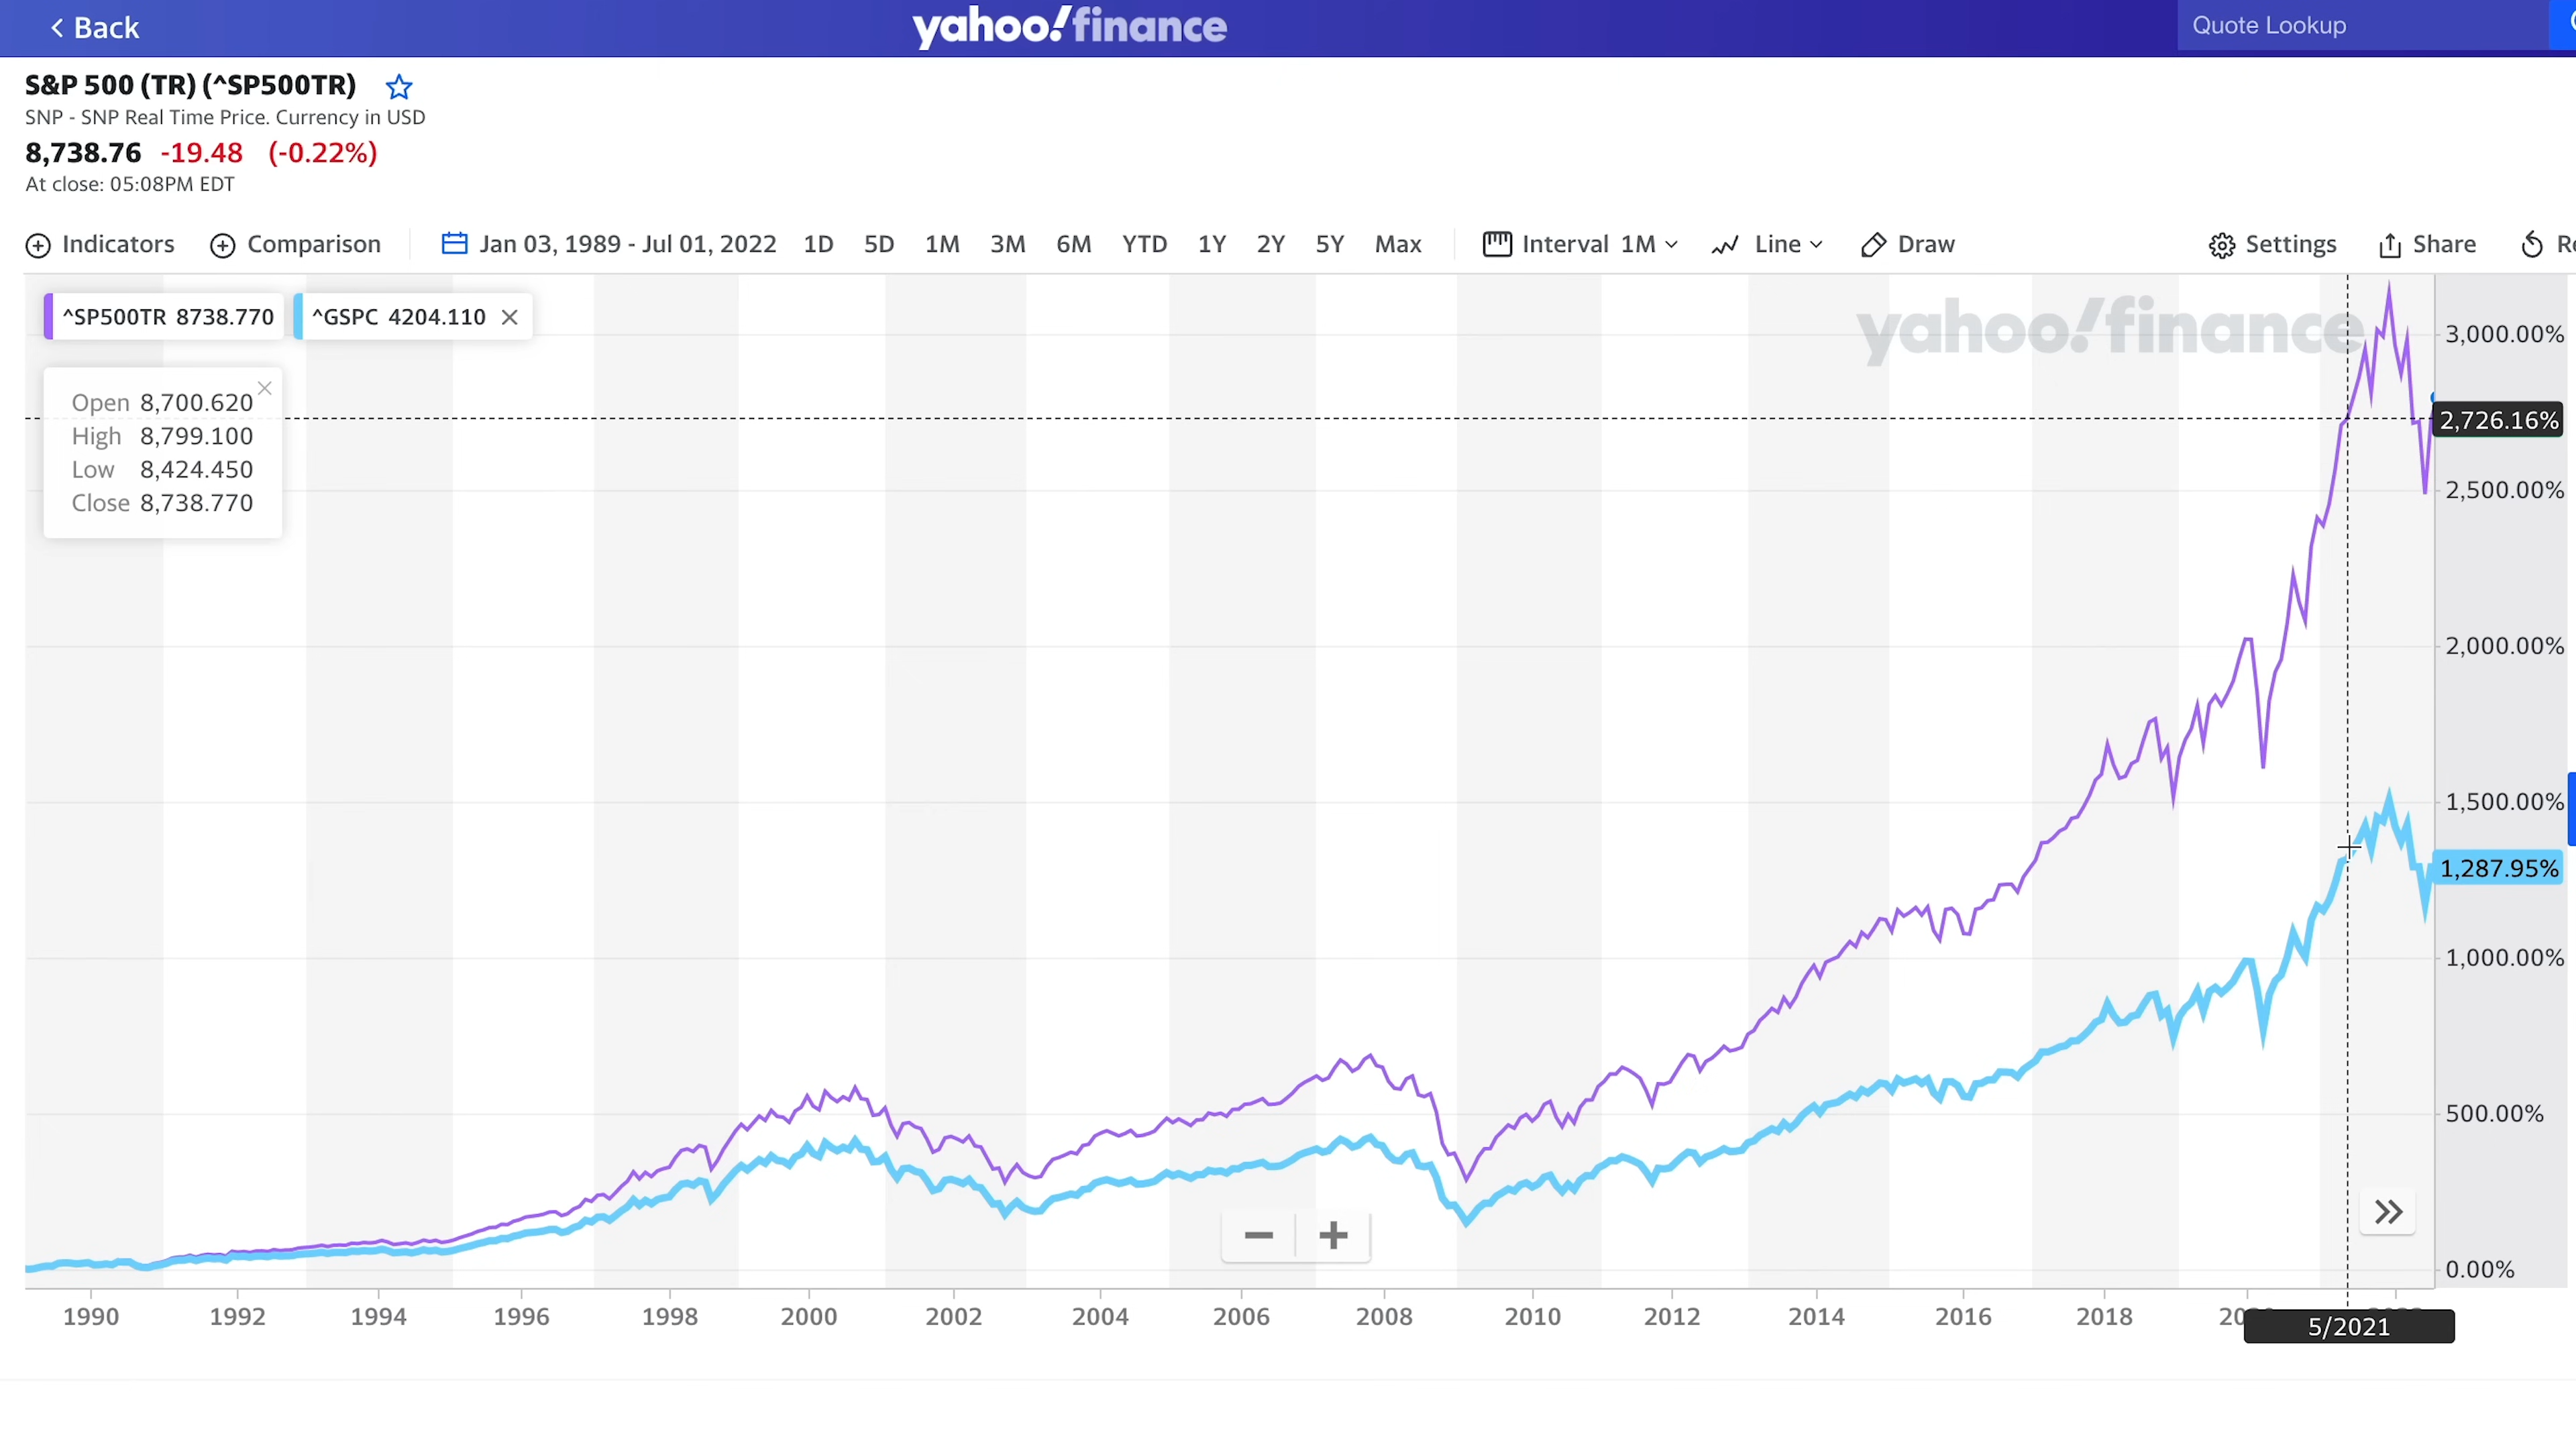 Back
yahoo!finance
Quote Lookup
S&P 500 (TR) (^SP500TR)
SNP - SNP Real Time Price. Currency in USD
8,738.76 -19.48 (-0.22%)
At close: 05:08PM EDT
Indicators Comparison Jan 03, 1989 - Jul 01, 2022 1D 5D 1M 3M 6M YTD 1Y 2Y 5Y Max Interval 1M Line Draw Settings Share
^SP500TR 8738.770 ^GSPC 4204.110
yahoo!finance
Open 8,700.620
High 8,799.100
Low 8,424.450
Close 8,738.770
3,000.00%
2,726.16%
2,500.00%
2,000.00%
1,500.00%
1,287.95%
1,000.00%
500.00%
0.00%
1990 1992 1994 1996 1998 2000 2002 2004 2006 2008 2010 2012 2014 2016 2018
5/2021